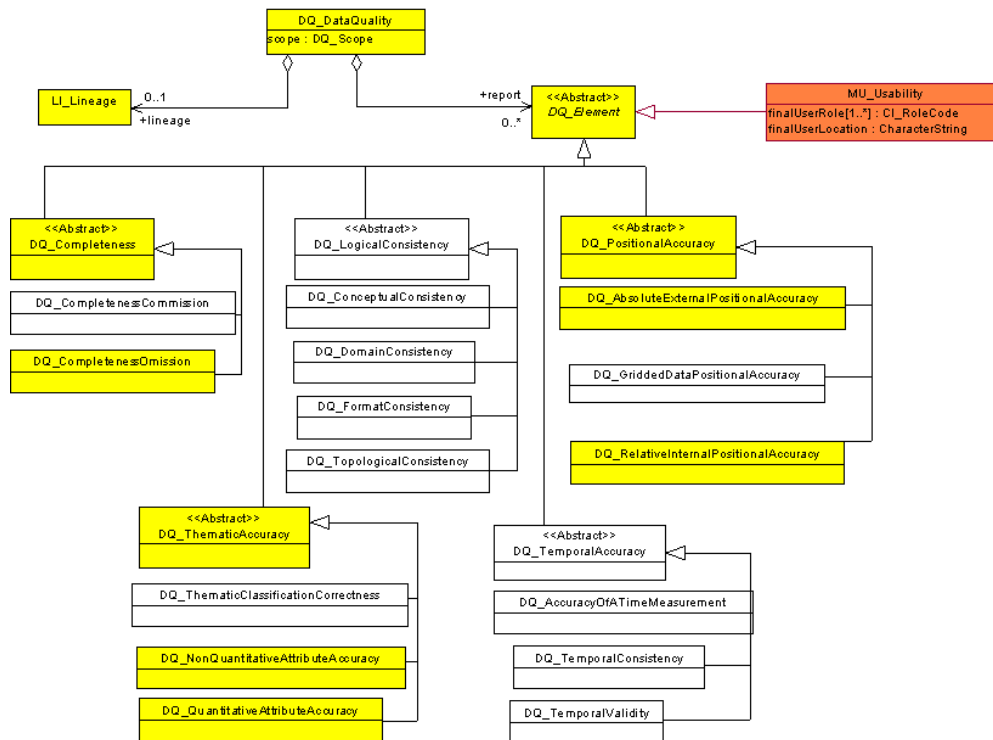 DQ_DataQuality
scope : DQ_Scope
LI_Lineage
0..1
+lineage
+report
0..*
<<Abstract>>
DQ_Element
MU_Usability
finalUserRole[1..*] : CI_RoleCode
finalUserLocation : CharacterString
<<Abstract>>
DQ_Completeness
DQ_CompletenessCommission
DQ_CompletenessOmission
<<Abstract>>
DQ_LogicalConsistency
DQ_ConceptualConsistency
DQ_DomainConsistency
DQ_FormatConsistency
DQ_TopologicalConsistency
<<Abstract>>
DQ_PositionalAccuracy
DQ_AbsoluteExternalPositionalAccuracy
DQ_GriddedDataPositionalAccuracy
DQ_RelativeInternalPositionalAccuracy
<<Abstract>>
DQ_ThematicAccuracy
DQ_ThematicClassificationCorrectness
DQ_NonQuantitativeAttributeAccuracy
DQ_QuantitativeAttributeAccuracy
<<Abstract>>
DQ_TemporalAccuracy
DQ_AccuracyOfATimeMeasurement
DQ_TemporalConsistency
DQ_TemporalValidity